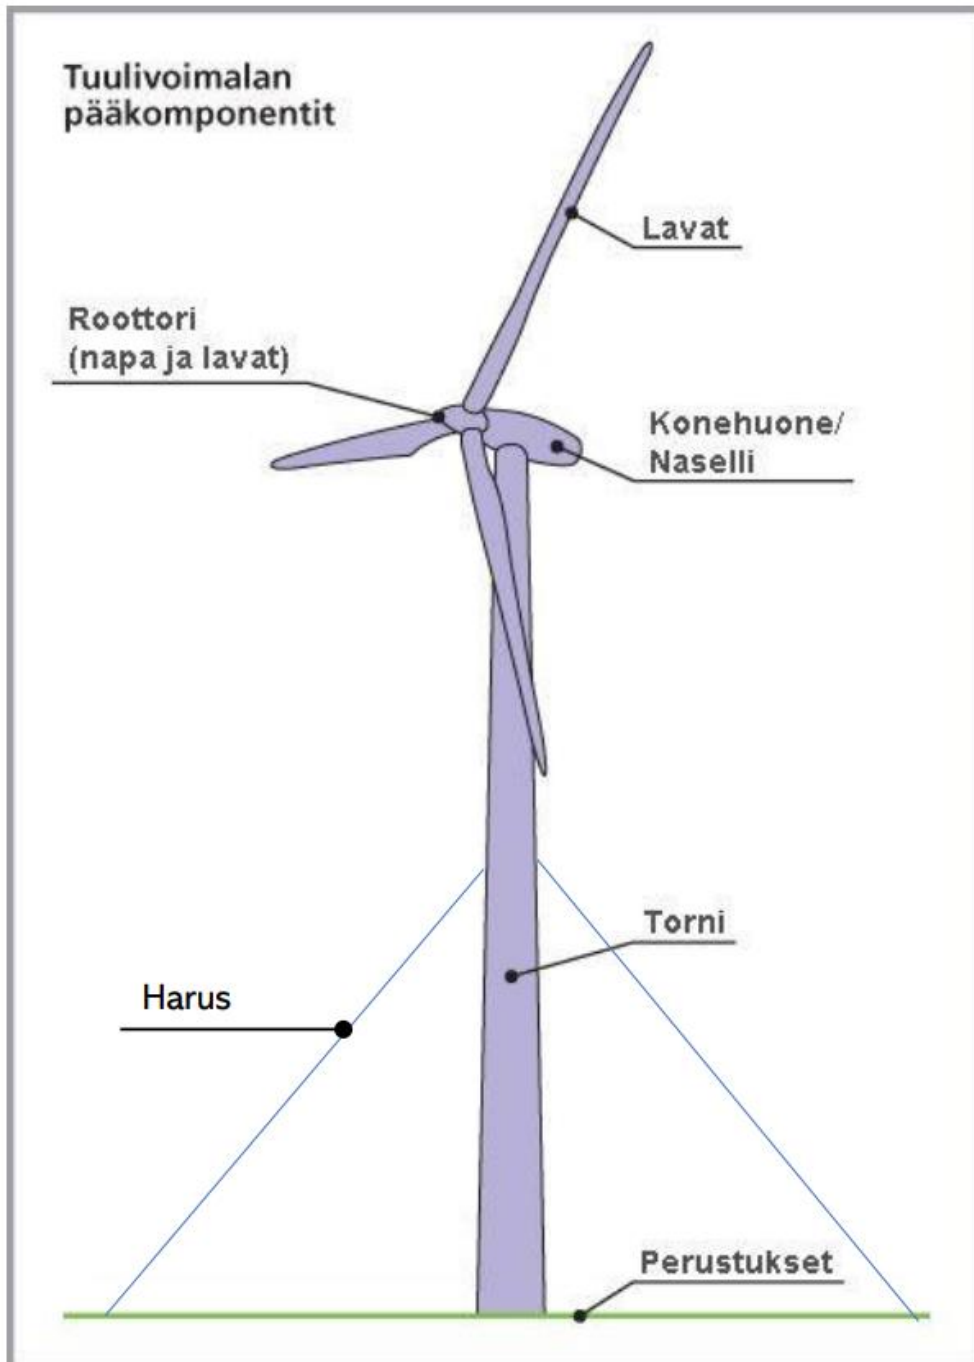 Tuulivoimalan
pääkomponentit
Lavat
Roottori
(napa ja lavat)
Konehuone/
Naselli
Torni
Harus
Perustukset